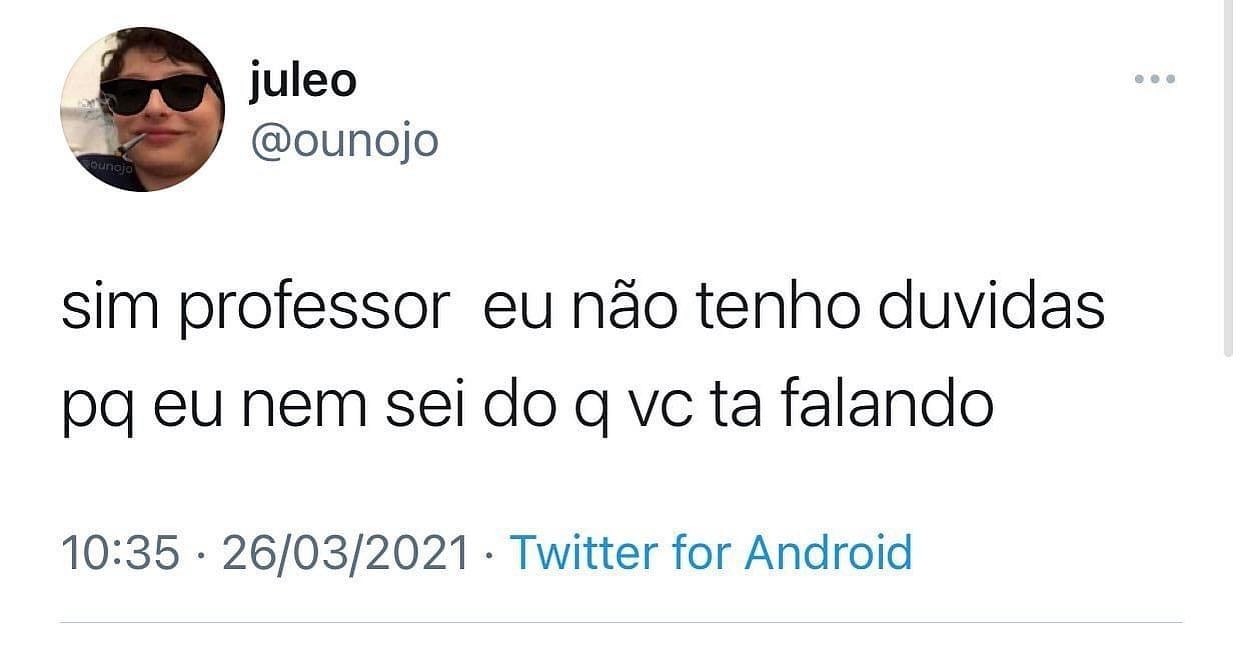 juleo
@ounojo
@ounojo
sim professor  eu não tenho duvidas
pq eu nem sei do q vc ta falando
10:35 · 26/03/2021 · Twitter for Android